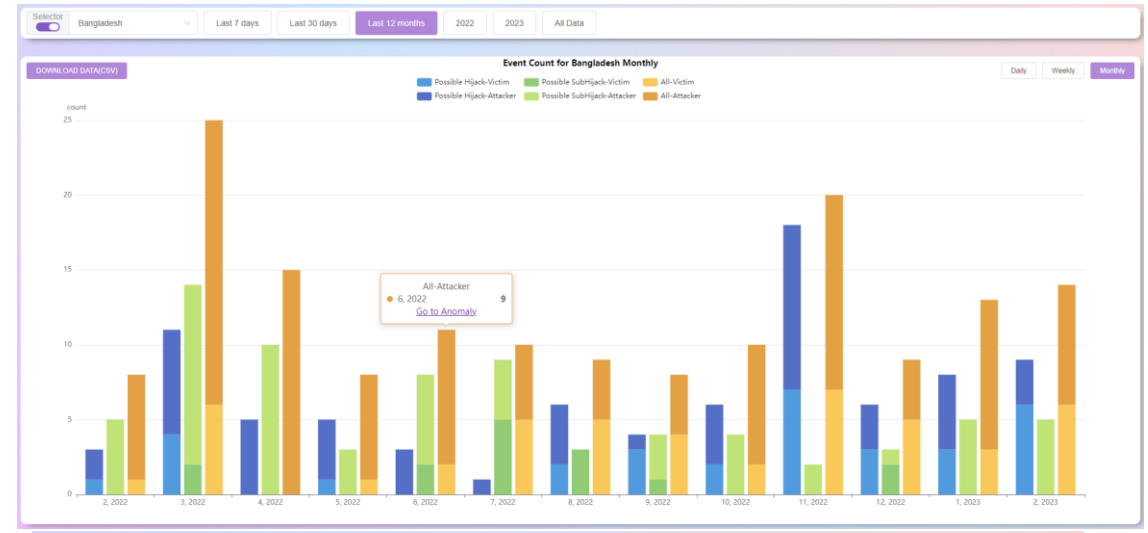 Selector
Bangladesh
Last 7 days
Last 30 days
Last 12 months
2022
2023
All Data
DOWNLOAD DATA(CSV)
Event Count for Bangladesh Monthly
Daily
Weekly
Monthly
Possible Hijack-Victim
Possible SubHijack-Victim
All-Victim
Possible Hijack-Attacker
Possible SubHijack-Attacker
All-Attacker
count
25
20
15
10
5
0
All-Attacker
6, 2022 9
Go to Anomaly
2, 2022
3, 2022
4, 2022
5, 2022
6, 2022
7, 2022
8, 2022
9, 2022
10, 2022
11, 2022
12, 2022
1, 2023
2, 2023